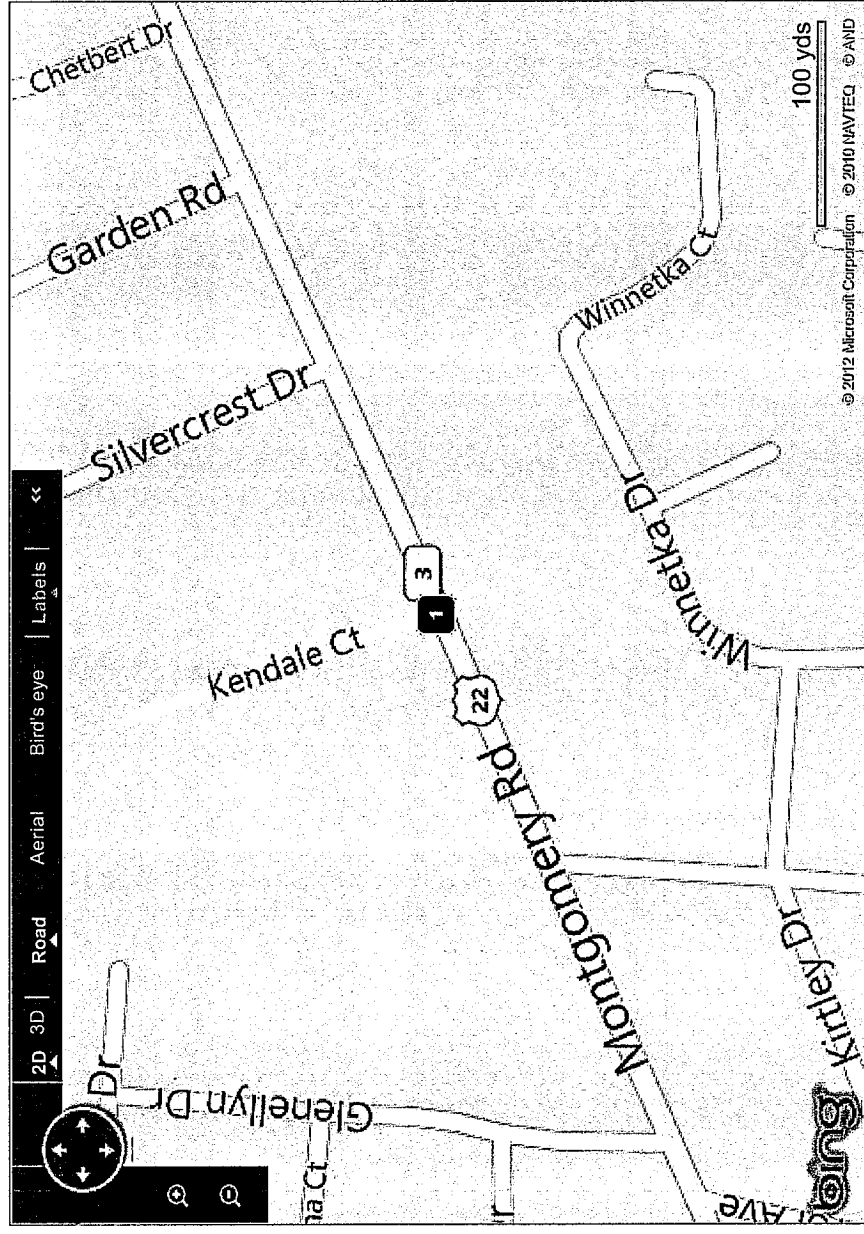 2D 3D Road Aerial Bird's eye Labels <<
Chetbert Dr
Garden Rd
Silvercrest Dr
Kendale Ct
Dr
Glenellyn Dr
3
1
22
Montgomery Rd
Winnetka Dr
Winnetka Ct
Kintley Dr
Ave
bing
100 yds
© 2012 Microsoft Corporation © 2010 NAVTEQ © AND